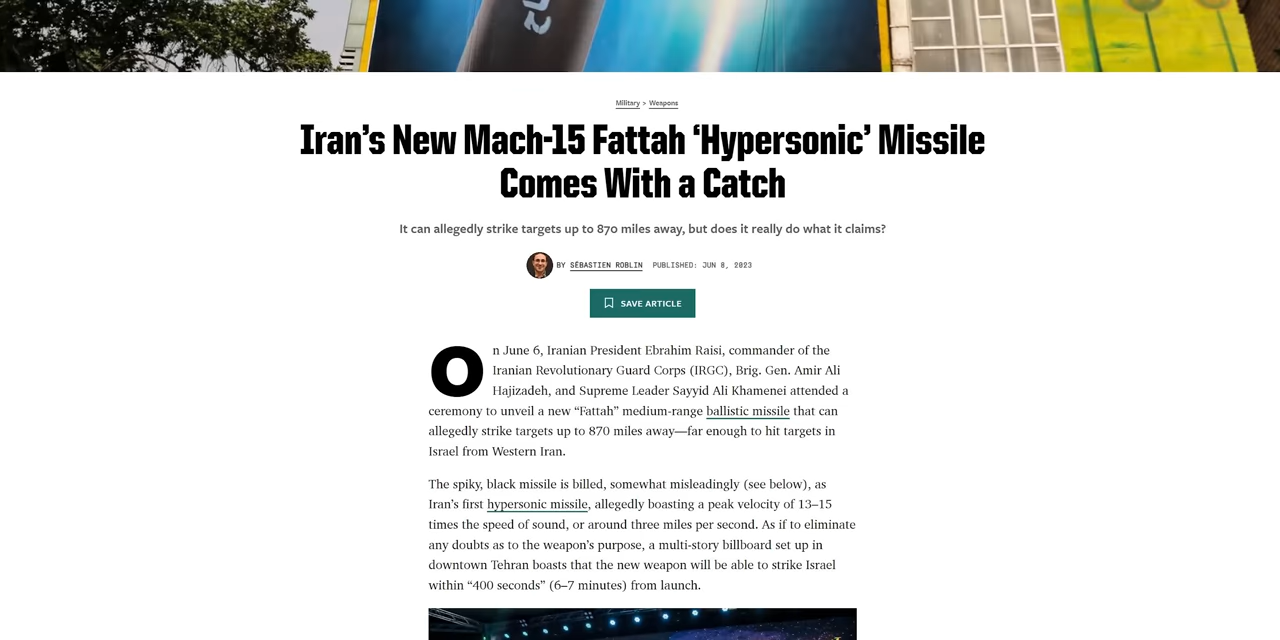 Military > Weapons
Iran’s New Mach-15 Fattah ‘Hypersonic’ Missile
Comes With a Catch
It can allegedly strike targets up to 870 miles away, but does it really do what it claims?
BY SÉBASTIEN ROBLIN PUBLISHED: JUN 8, 2023
SAVE ARTICLE
On June 6, Iranian President Ebrahim Raisi, commander of the
Iranian Revolutionary Guard Corps (IRGC), Brig. Gen. Amir Ali
Hajizadeh, and Supreme Leader Sayyid Ali Khamenei attended a
ceremony to unveil a new “Fattah” medium-range ballistic missile that can
allegedly strike targets up to 870 miles away—far enough to hit targets in
Israel from Western Iran.
The spiky, black missile is billed, somewhat misleadingly (see below), as
Iran’s first hypersonic missile, allegedly boasting a peak velocity of 13–15
times the speed of sound, or around three miles per second. As if to eliminate
any doubts as to the weapon’s purpose, a multi-story billboard set up in
downtown Tehran boasts that the new weapon will be able to strike Israel
within “400 seconds” (6–7 minutes) from launch.